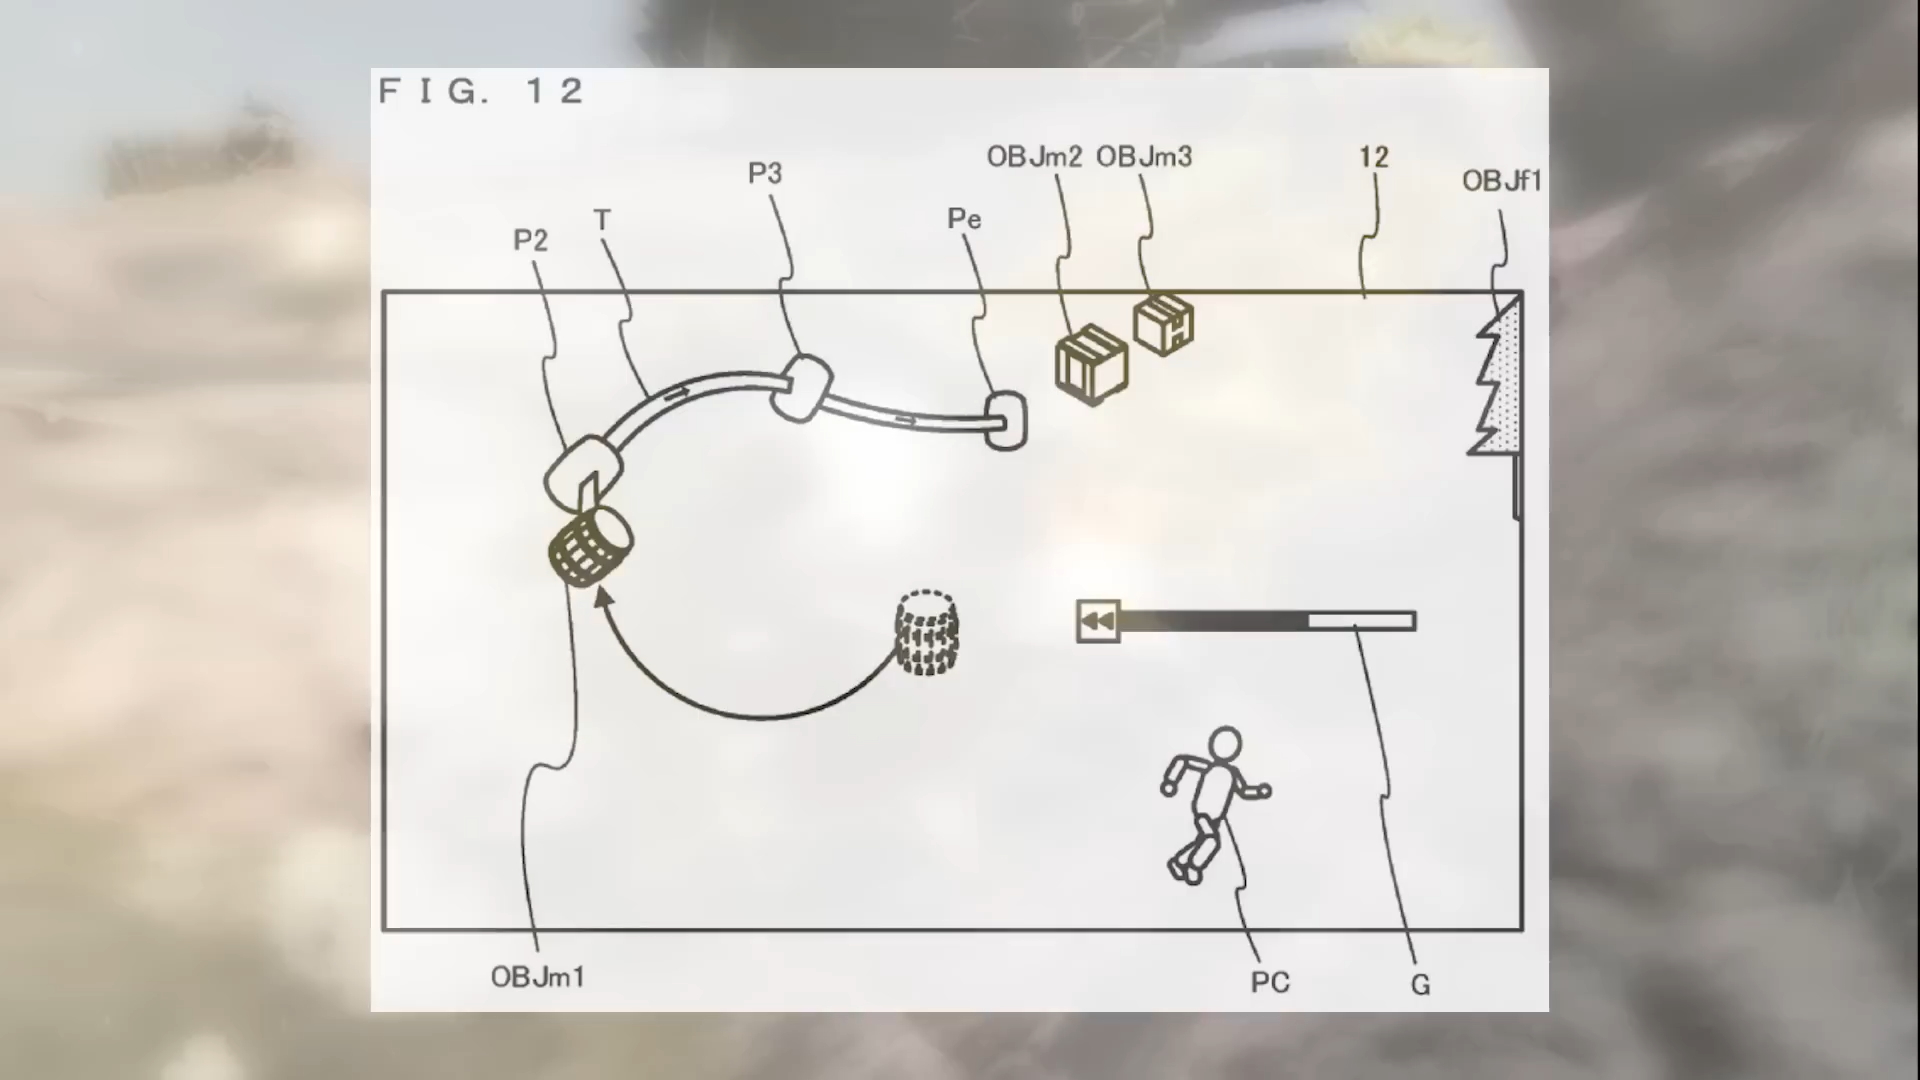 FIG. 12
OBJm2 OBJm3 12
P3 OBJf1
T Pe
P2
OBJm1 PC G